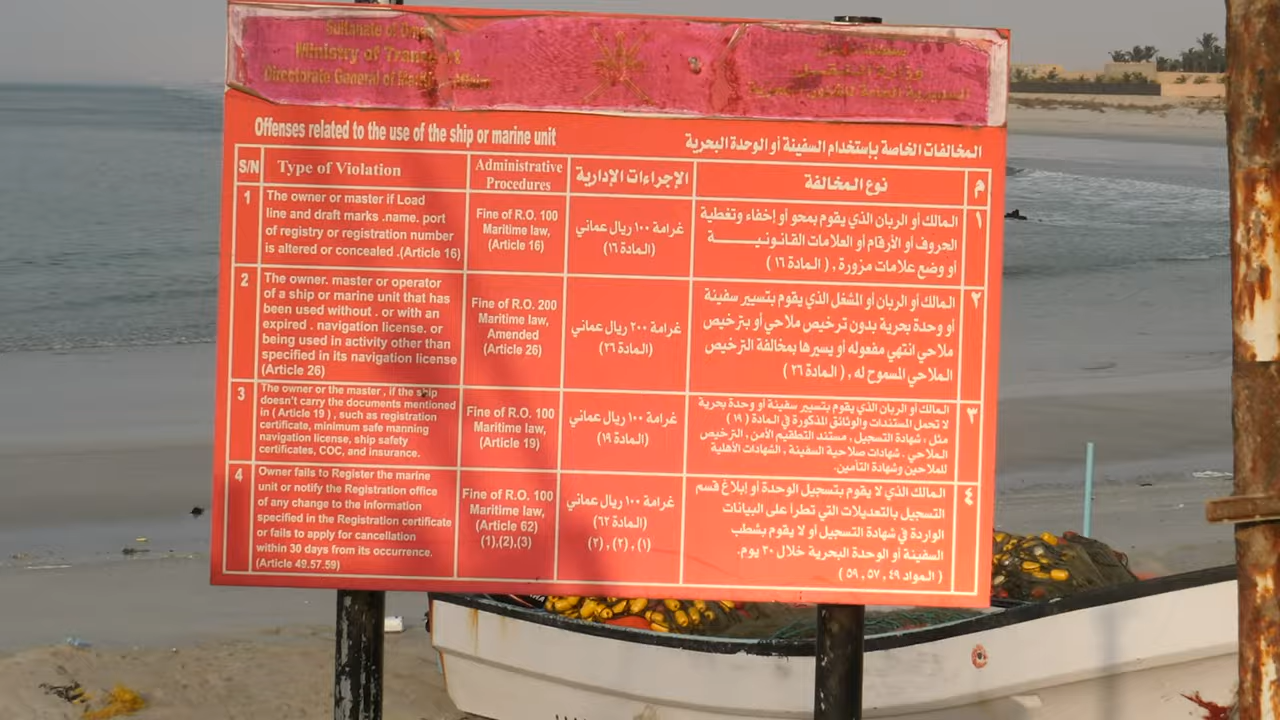 Sultanate of Oman
Ministry of Transport
Directorate General of
Offenses related to the use of the ship or marine unit
المخالفات الخاصة بإستخدام السفينة أو الوحدة البحرية
S/N
Type of Violation
Administrative
Procedures
الإجراءات الإدارية
نوع المخالفة
م
1
The owner or master if Load
line and draft marks .name. port
of registry or registration number
is altered or concealed .(Article 16)
Fine of R.O. 100
Maritime law,
(Article 16)
غرامة ١٠٠ ريال عماني
(المادة ١٦)
المالك أو الربان الذي يقوم بمحو أو إخفاء وتغطية
الحروف أو الأرقام أو العلامات القانونية
أو وضع علامات مزورة , ( المادة ١٦ )
١
2
The owner. master or operator
of a ship or marine unit that has
been used without . or with an
expired . navigation license. or
being used in activity other than
specified in its navigation license
(Article 26)
Fine of R.O. 200
Maritime law,
Amended
(Article 26)
غرامة ٢٠٠ ريال عماني
(المادة ٢٦)
المالك أو الربان أو المشغل الذي يقوم بتسيير سفينة
أو وحدة بحرية بدون ترخيص ملاحي أو بترخيص
ملاحي انتهي مفعوله أو يسيرها بمخالفة الترخيص
الملاحي المسموح له , ( المادة ٢٦ )
٢
3
The owner or the master , if the ship
doesn't carry the documents mentioned
in ( Article 19 ) , such as registration
certificate, minimum safe manning
navigation license, ship safety
certificates, COC, and insurance.
Fine of R.O. 100
Maritime law,
(Article 19)
غرامة ١٠٠ ريال عماني
(المادة ١٩)
المالك أو الربان الذي يقوم بتسيير سفينة أو وحدة بحرية
لا تحمل المستندات والوثائق المذكورة في المادة ( ١٩ )
مثل , شهادة التسجيل , مستند التطقيم الأمن , الترخيص
الملاحي , شهادات صلاحية السفينة , الشهادات الأهلية
للملاحين وشهادة التأمين.
٣
4
Owner fails to Register the marine
unit or notify the Registration office
of any change to the information
specified in the Registration certificate
or fails to apply for cancellation
within 30 days from its occurrence.
(Article 49.57.59)
Fine of R.O. 100
Maritime law,
(Article 62)
(1),(2),(3)
غرامة ١٠٠ ريال عماني
(المادة ٦٢)
(١) , (٢) , (٣)
المالك الذي لا يقوم بتسجيل الوحدة أو إبلاغ قسم
التسجيل بالتعديلات التي تطرأ على البيانات
الواردة في شهادة التسجيل أو لا يقوم بشطب
السفينة أو الوحدة البحرية خلال ٣٠ يوم.
( المواد ٤٩ , ٥٧ , ٥٩ )
٤